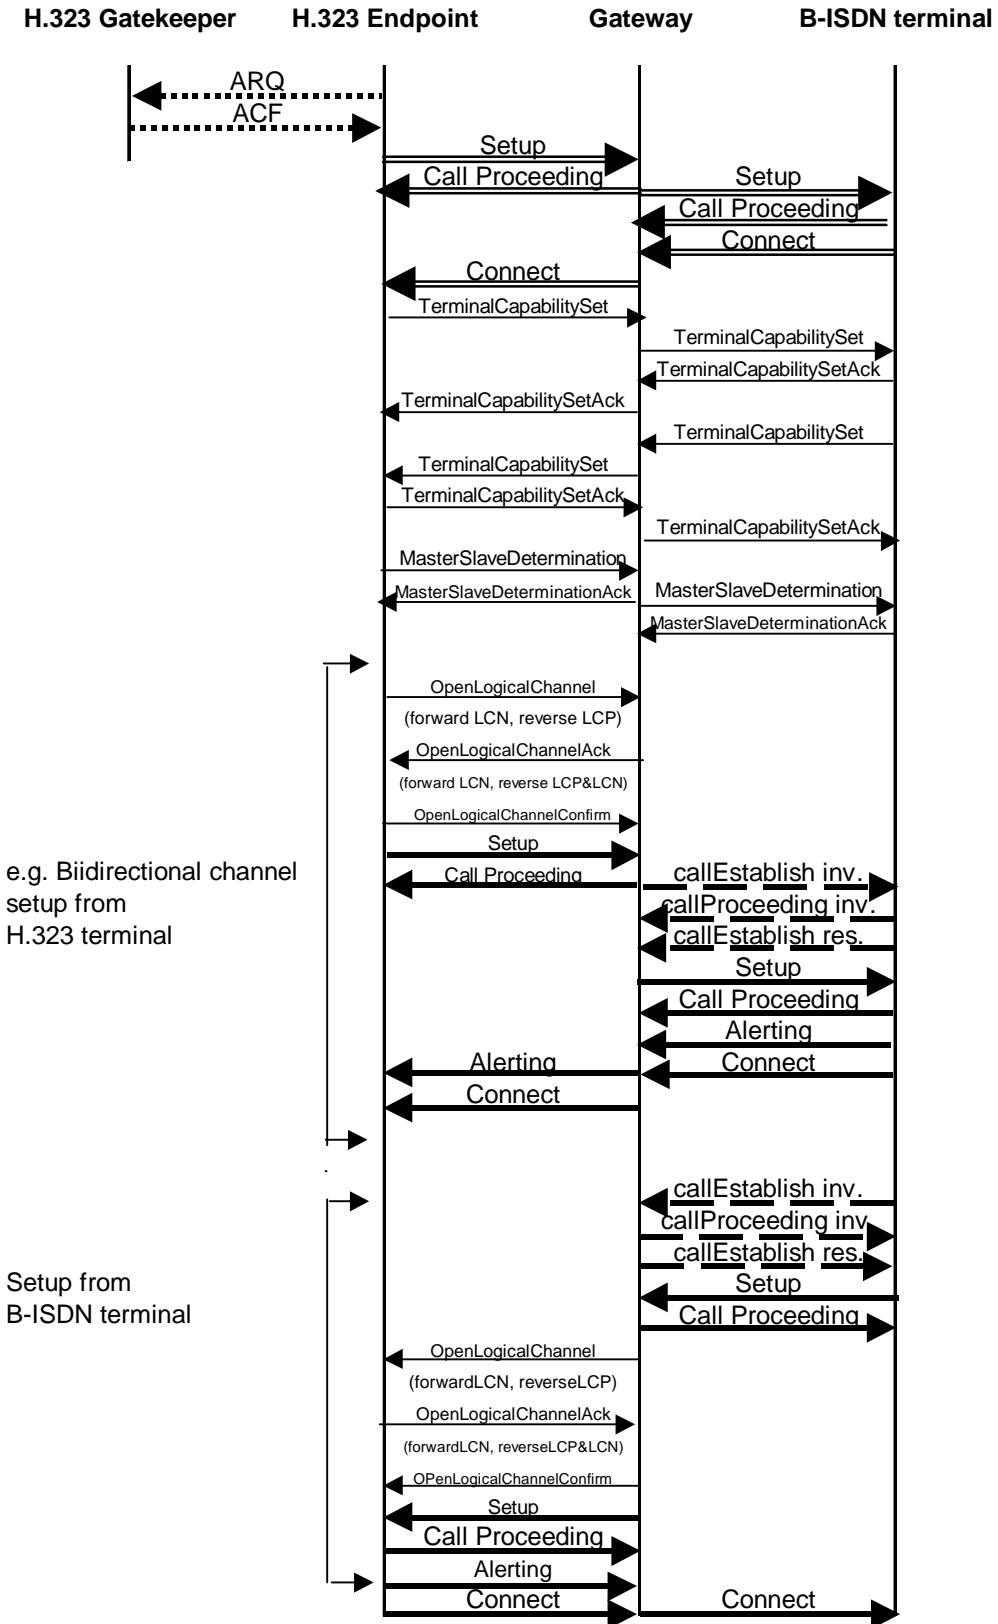 H.323 Gatekeeper H.323 Endpoint Gateway B-ISDN terminal
ARQ
ACF
Setup
Call Proceeding Setup
Call Proceeding
Connect
Connect
TerminalCapabilitySet
TerminalCapabilitySet
TerminalCapabilitySetAck
TerminalCapabilitySetAck
TerminalCapabilitySet
TerminalCapabilitySet
TerminalCapabilitySetAck
TerminalCapabilitySetAck
MasterSlaveDetermination
MasterSlaveDeterminationAck MasterSlaveDetermination
MasterSlaveDeterminationAck
OpenLogicalChannel
(forward LCN, reverse LCP)
OpenLogicalChannelAck
(forward LCN, reverse LCP&LCN)
OpenLogicalChannelConfirm
Setup
e.g. Biidirectional channel Call Proceeding callEstablish inv.
setup from callProceeding inv.
H.323 terminal callEstablish res.
Setup
Call Proceeding
Alerting
Alerting Connect
Connect
.
callEstablish inv.
callProceeding inv
callEstablish res.
Setup from Setup
B-ISDN terminal Call Proceeding
OpenLogicalChannel
(forwardLCN, reverseLCP)
OpenLogicalChannelAck
(forwardLCN, reverseLCP&LCN)
OPenLogicalChannelConfirm
Setup
Call Proceeding
Alerting
Connect Connect